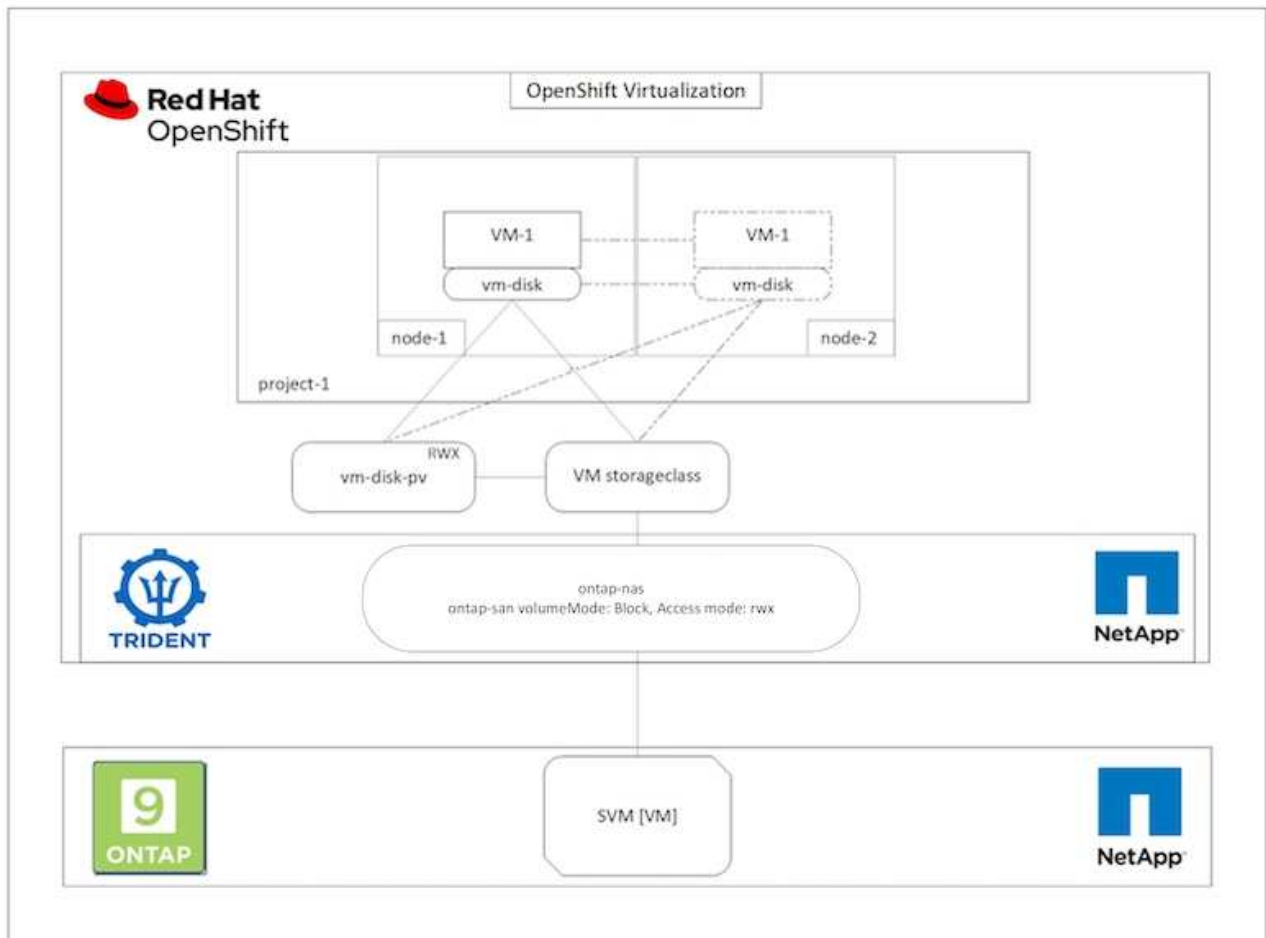 Red Hat
OpenShift
OpenShift Virtualization
VM-1
VM-1
vm-disk
vm-disk
node-1
node-2
project-1
RWX
vm-disk-pv
VM storageclass
TRIDENT
ontap-nas
ontap-san volumeMode: Block, Access mode: rwx
NetApp
9
ONTAP
SVM [VM]
NetApp